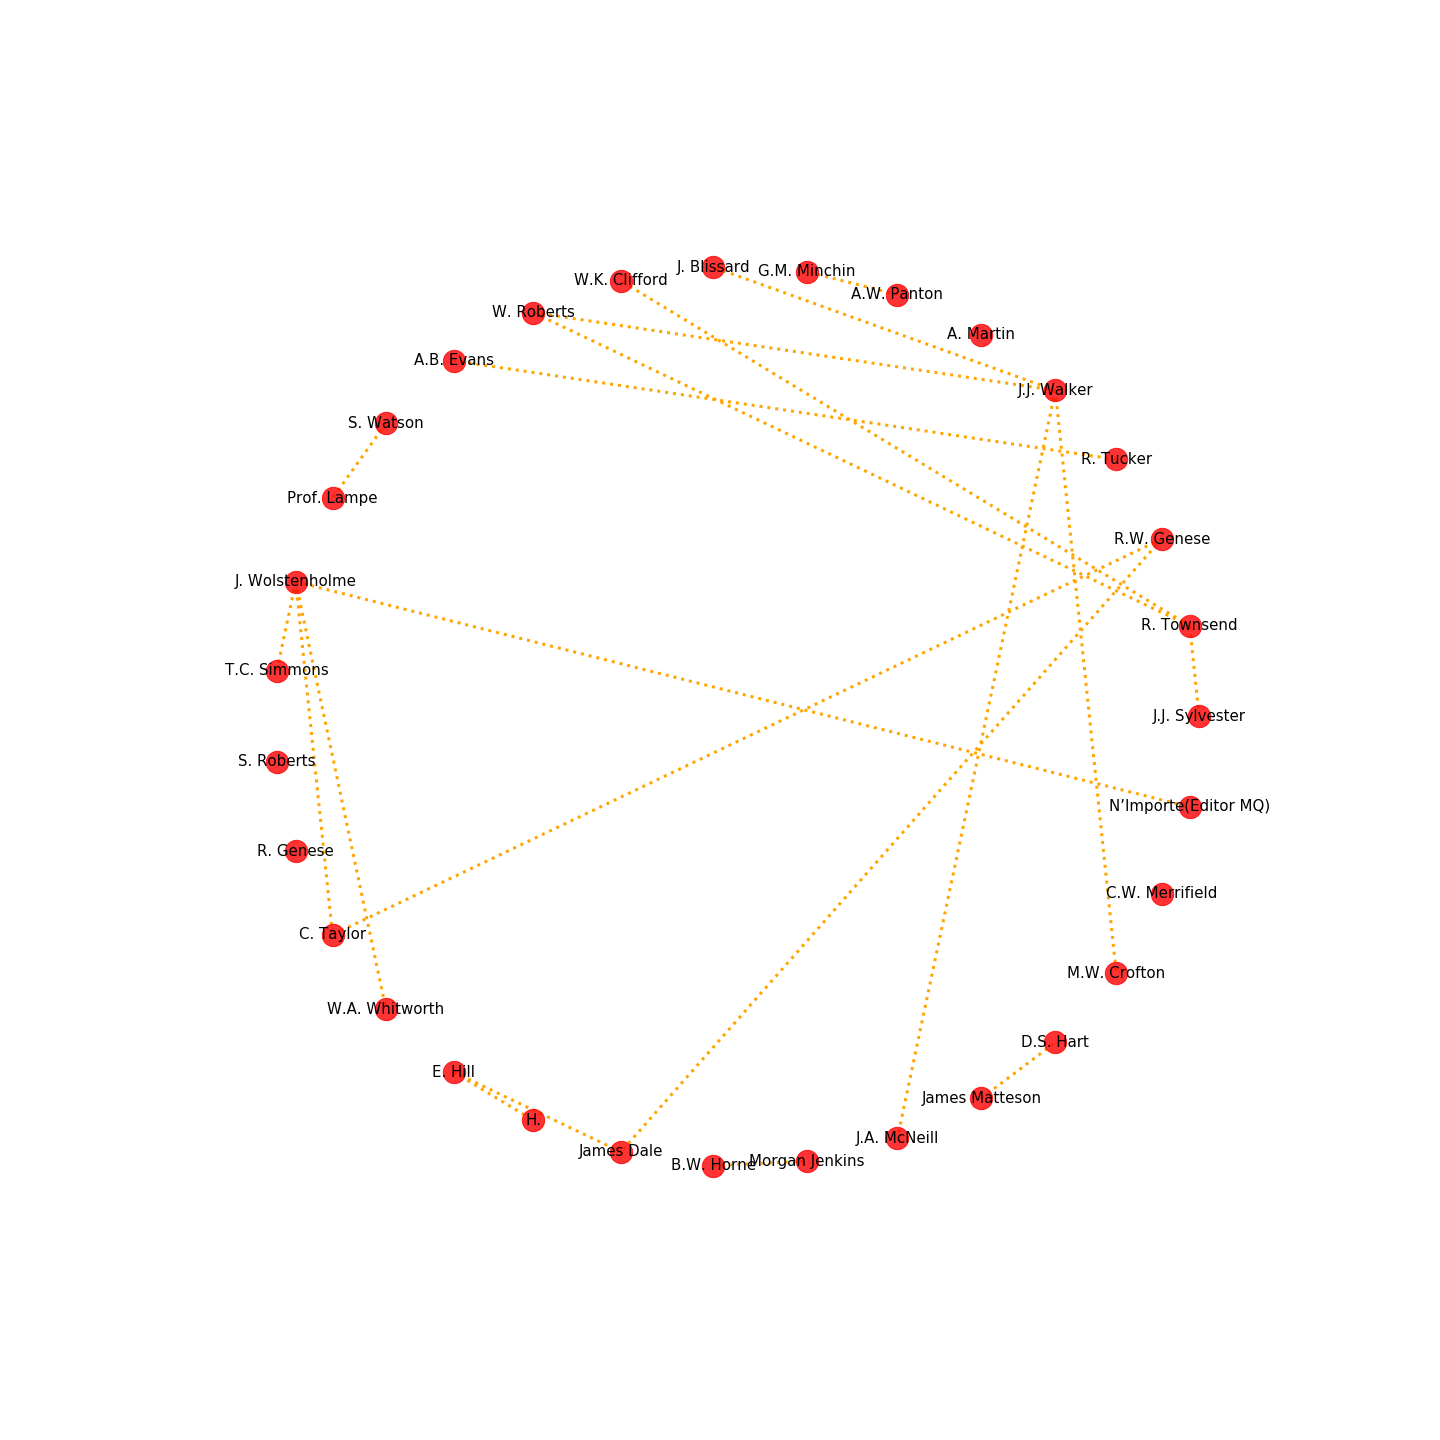 J. Blissard
G.M. Minchin
W.K. Clifford
A.W. Panton
W. Roberts
A. Martin
A.B. Evans
J.J. Walker
S. Watson
R. Tucker
Prof. Lampe
R.W. Genese
J. Wolstenholme
R. Townsend
T.C. Simmons
J.J. Sylvester
S. Roberts
N’Importe(Editor MQ)
R. Genese
C.W. Merrifield
C. Taylor
M.W. Crofton
W.A. Whitworth
D.S. Hart
E. Hill
James Matteson
H.
J.A. McNeill
James Dale
Morgan Jenkins
B.W. Horne